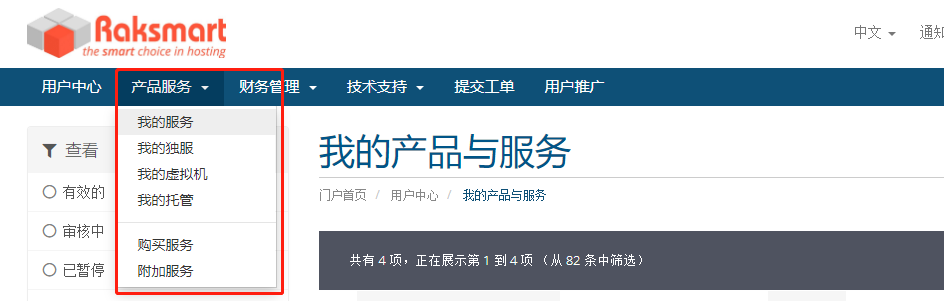 Raksmart
the smart choice in hosting
中文
通知
用户中心 产品服务 财务管理 技术支持 提交工单 用户推广
我的服务
我的独服
我的虚拟机
我的托管
购买服务
附加服务
查看
有效的
审核中
已暂停
我的产品与服务
门户首页 / 用户中心 / 我的产品与服务
共有 4 项，正在展示第 1 到 4 项 （从 82 条中筛选）